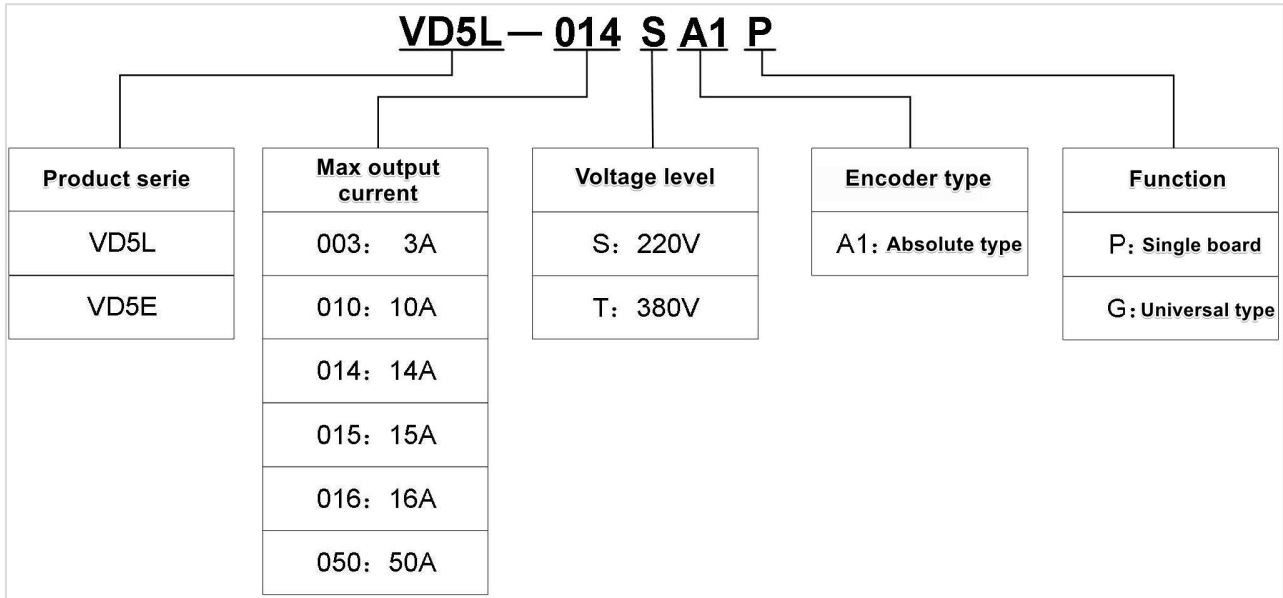 VD5L — 014 S A1 P
Product serie
VD5L
VD5E
Max output
current
003： 3A
010： 10A
014： 14A
015： 15A
016： 16A
050： 50A
Voltage level
S： 220V
T： 380V
Encoder type
A1： Absolute type
Function
P： Single board
G： Universal type